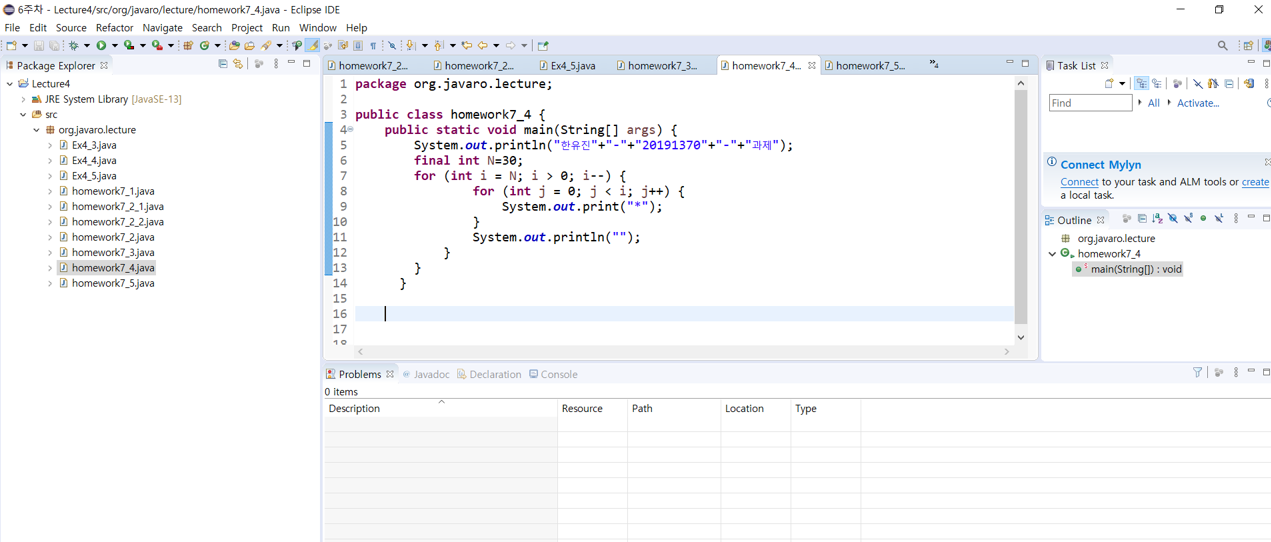 6주차 - Lecture4/src/org/javaro/lecture/homework7_4.java - Eclipse IDE
File Edit Source Refactor Navigate Search Project Run Window Help
Package Explorer
Lecture4
JRE System Library [JavaSE-13]
src
org.javaro.lecture
Ex4_3.java
Ex4_4.java
Ex4_5.java
homework7_1.java
homework7_2_1.java
homework7_2_2.java
homework7_2.java
homework7_3.java
homework7_4.java
homework7_5.java
homework7_2... homework7_2... Ex4_5.java homework7_3... homework7_4... homework7_5... »4
1 package org.javaro.lecture;
2
3 public class homework7_4 {
4 public static void main(String[] args) {
5 System.out.println("한유진"+"-"+"20191370"+"-"+"과제");
6 final int N=30;
7 for (int i = N; i > 0; i--) {
8 for (int j = 0; j < i; j++) {
9 System.out.print("*");
10 }
11 System.out.println("");
12 }
13 }
14 }
15
16
17
18
Task List
Find All Activate...
Connect Mylyn
Connect to your task and ALM tools or create
a local task.
Outline
org.javaro.lecture
homework7_4
main(String[]) : void
Problems Javadoc Declaration Console
0 items
Description Resource Path Location Type